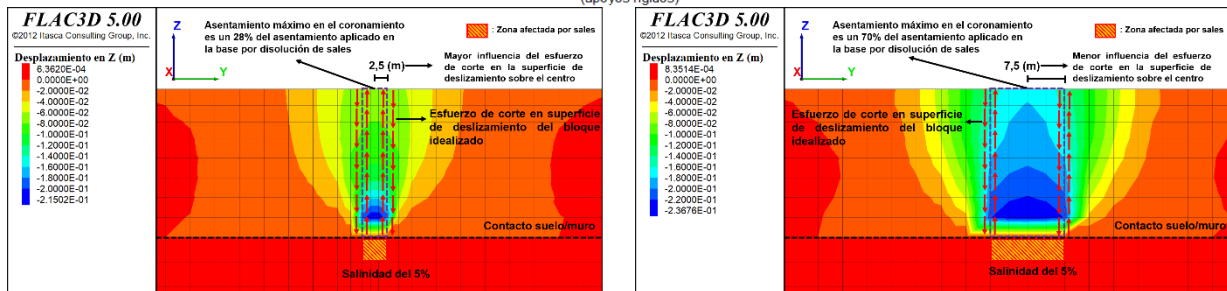 (apoyos rígidos)
FLAC3D 5.00
©2012 Itasca Consulting Group, Inc.
Desplazamiento en Z (m)
6.3620E-04
0.0000E+00
-2.0000E-02
-4.0000E-02
-6.0000E-02
-8.0000E-02
-1.0000E-01
-1.2000E-01
-1.4000E-01
-1.6000E-01
-1.8000E-01
-2.0000E-01
-2.1502E-01
Z
X
Y
Asentamiento máximo en el coronamiento
es un 28% del asentamiento aplicado en
la base por disolución de sales
: Zona afectada por sales
2,5 (m)
Mayor influencia del esfuerzo
de corte en la superficie de
deslizamiento sobre el centro
Esfuerzo de corte en superficie
de deslizamiento del bloque
idealizado
Contacto suelo/muro
Salinidad del 5%
FLAC3D 5.00
©2012 Itasca Consulting Group, Inc.
Desplazamiento en Z (m)
8.3514E-04
0.0000E+00
-2.0000E-02
-4.0000E-02
-6.0000E-02
-8.0000E-02
-1.0000E-01
-1.2000E-01
-1.4000E-01
-1.6000E-01
-1.8000E-01
-2.0000E-01
-2.2000E-01
-2.3676E-01
Z
X
Y
Asentamiento máximo en el coronamiento
es un 70% del asentamiento aplicado en
la base por disolución de sales
: Zona afectada por sales
7,5 (m)
Menor influencia del esfuerzo
de corte en la superficie de
deslizamiento sobre el centro
Esfuerzo de corte en superficie
de deslizamiento del bloque
idealizado
Contacto suelo/muro
Salinidad del 5%